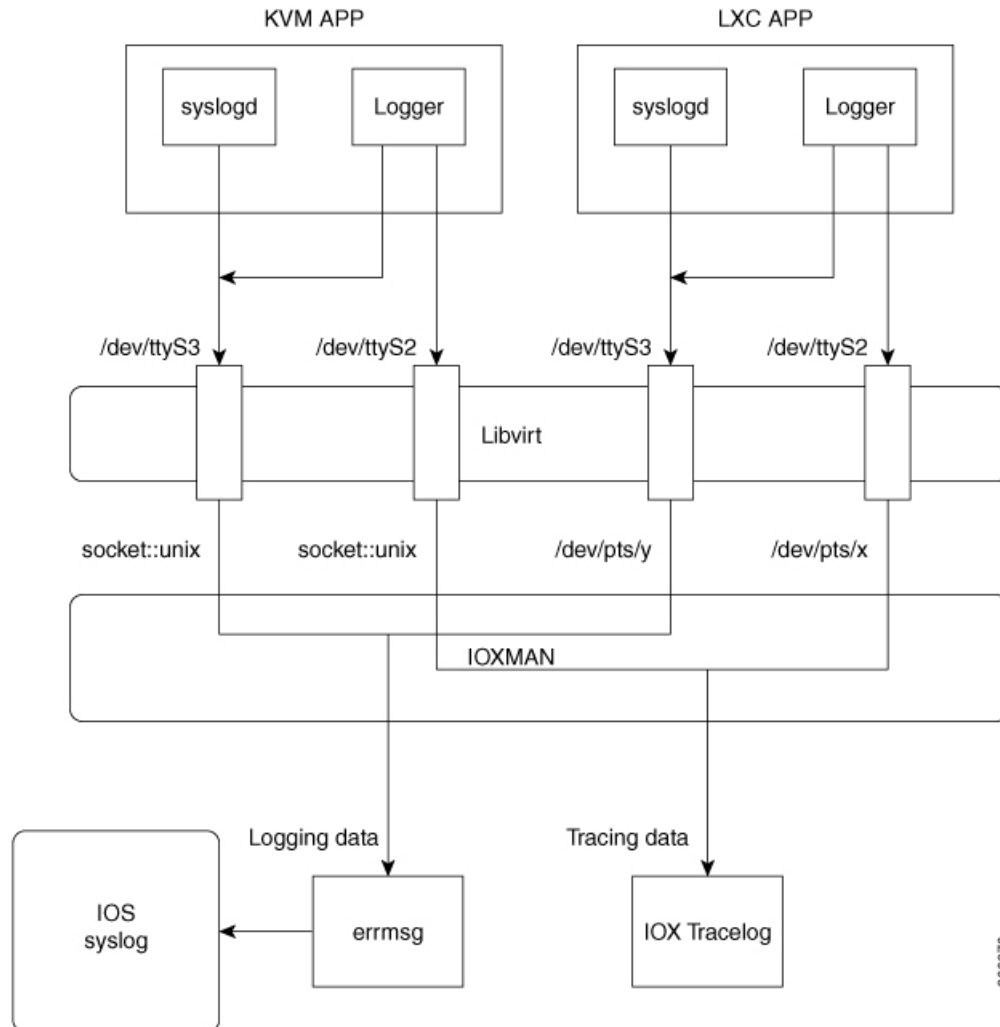 KVM APP
LXC APP
syslogd
Logger
syslogd
Logger
/dev/ttyS3
/dev/ttyS2
/dev/ttyS3
/dev/ttyS2
Libvirt
socket::unix
socket::unix
/dev/pts/y
/dev/pts/x
IOXMAN
Logging data
Tracing data
IOS
syslog
errmsg
IOX Tracelog